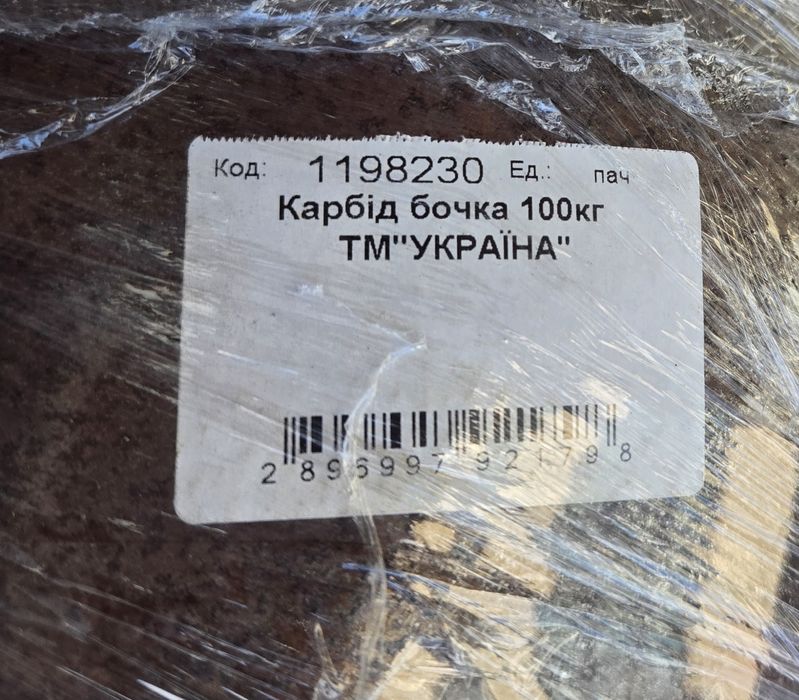 Код: 1198230 Ед.: пач
Карбід бочка 100кг
ТМ"УКРАЇНА"
2 896997 921798